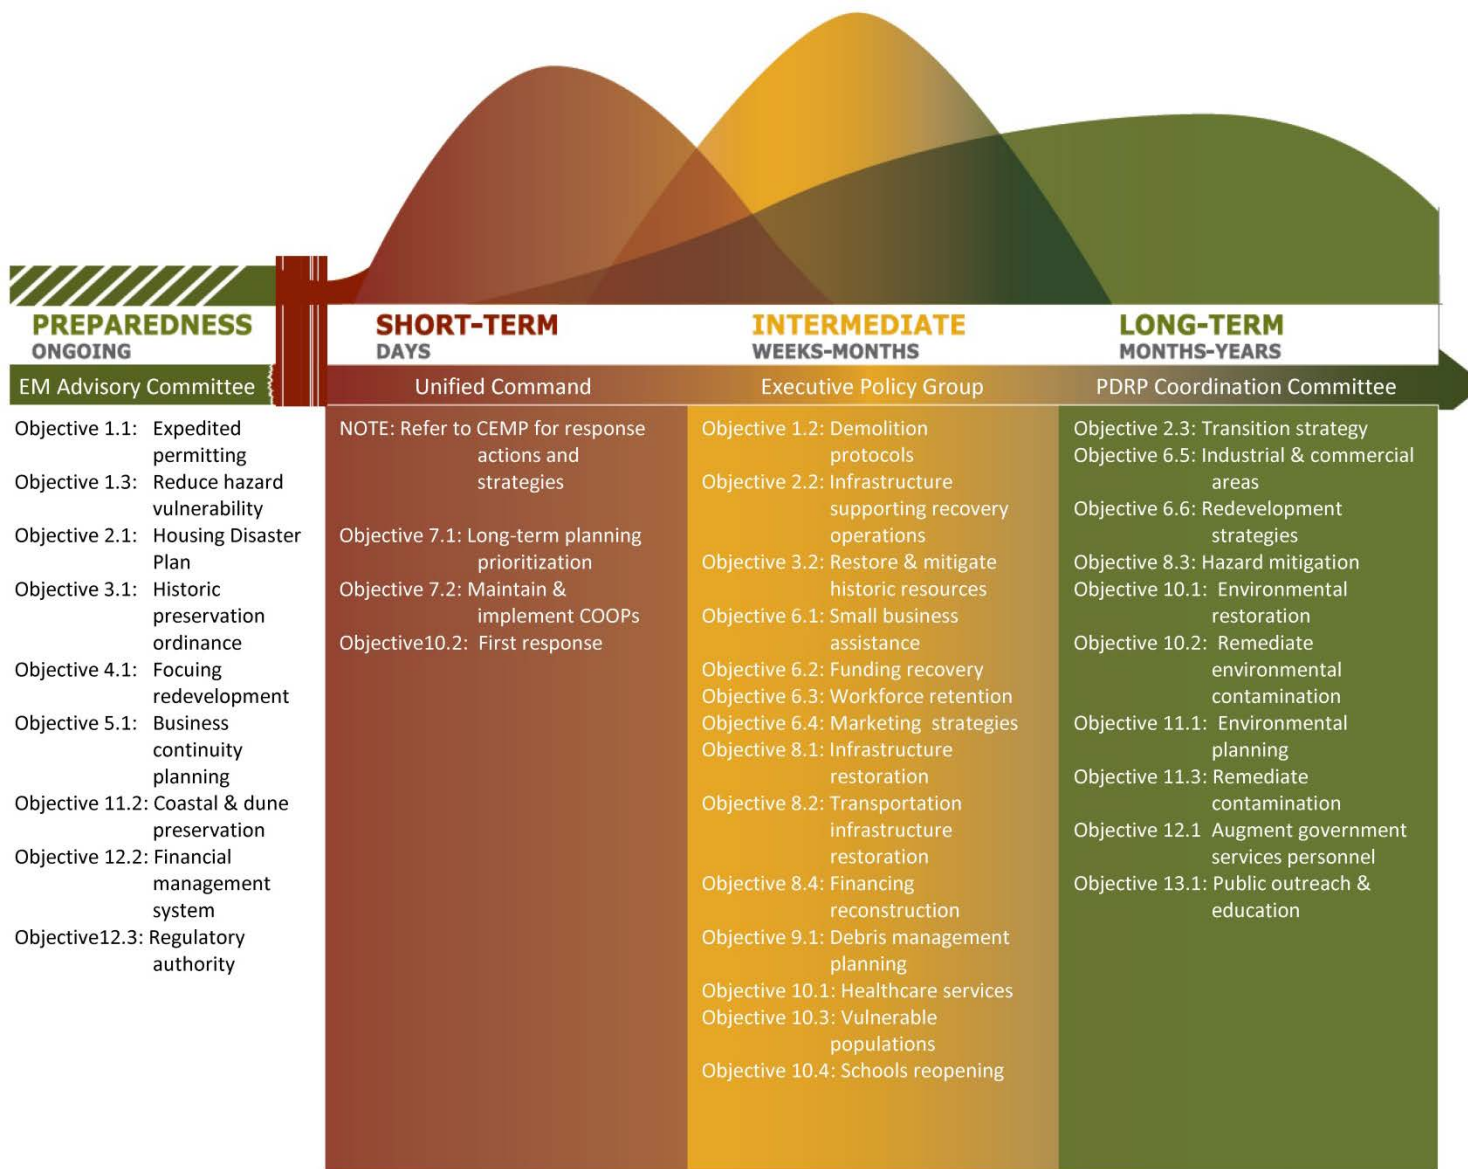 PREPAREDNESS
ONGOING
EM Advisory Committee
Objective 1.1: Expedited
permitting
Objective 1.3: Reduce hazard
vulnerability
Objective 2.1: Housing Disaster
Plan
Objective 3.1: Historic
preservation
ordinance
Objective 4.1: Focuing
redevelopment
Objective 5.1: Business
continuity
planning
Objective 11.2: Coastal & dune
preservation
Objective 12.2: Financial
management
system
Objective12.3: Regulatory
authority
SHORT-TERM
DAYS
Unified Command
NOTE: Refer to CEMP for response
actions and
strategies
Objective 7.1: Long-term planning
prioritization
Objective 7.2: Maintain &
implement COOPs
Objective10.2: First response
INTERMEDIATE
WEEKS-MONTHS
Executive Policy Group
Objective 1.2: Demolition
protocols
Objective 2.2: Infrastructure
supporting recovery
operations
Objective 3.2: Restore & mitigate
historic resources
Objective 6.1: Small business
assistance
Objective 6.2: Funding recovery
Objective 6.3: Workforce retention
Objective 6.4: Marketing strategies
Objective 8.1: Infrastructure
restoration
Objective 8.2: Transportation
infrastructure
restoration
Objective 8.4: Financing
reconstruction
Objective 9.1: Debris management
planning
Objective 10.1: Healthcare services
Objective 10.3: Vulnerable
populations
Objective 10.4: Schools reopening
LONG-TERM
MONTHS-YEARS
PDRP Coordination Committee
Objective 2.3: Transition strategy
Objective 6.5: Industrial & commercial
areas
Objective 6.6: Redevelopment
strategies
Objective 8.3: Hazard mitigation
Objective 10.1: Environmental
restoration
Objective 10.2: Remediate
environmental
contamination
Objective 11.1: Environmental
planning
Objective 11.3: Remediate
contamination
Objective 12.1 Augment government
services personnel
Objective 13.1: Public outreach &
education